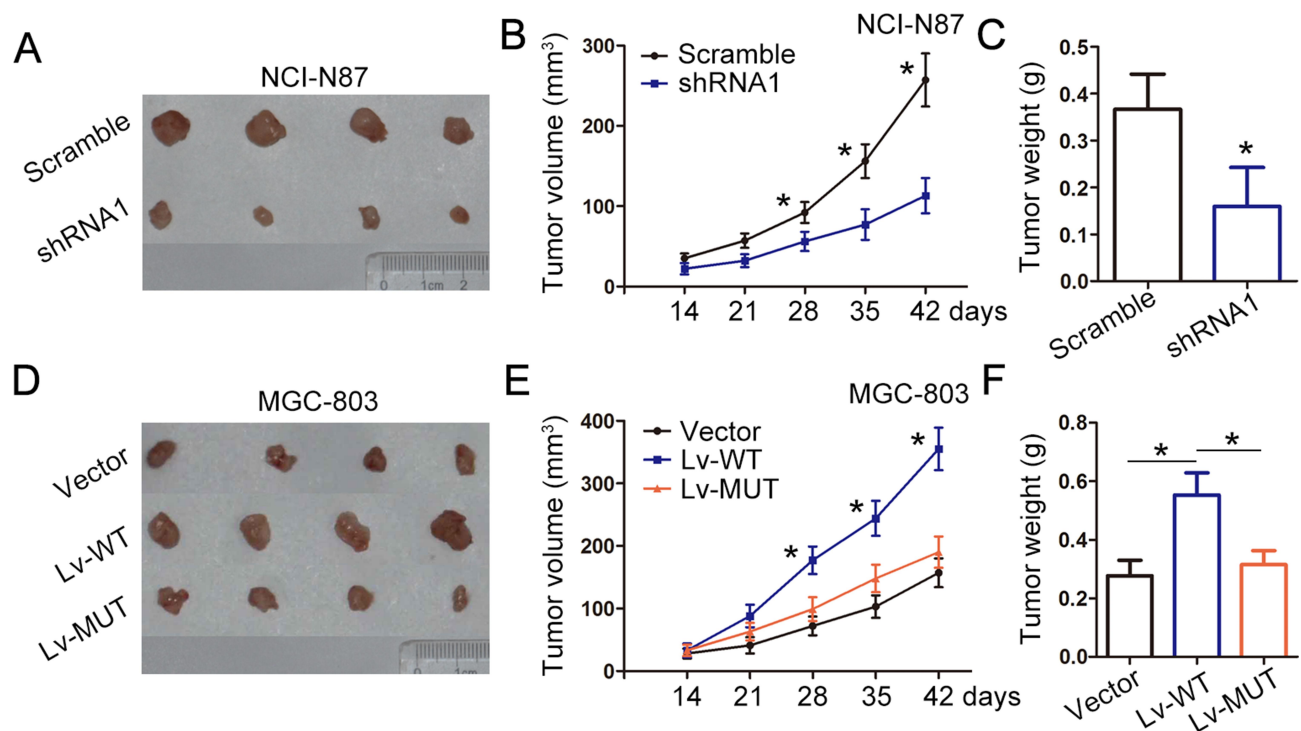 A
NCI-N87
Scramble
shRNA1
0 1cm 2
B
NCI-N87
Scramble
shRNA1
Tumor volume (mm³)
300
200
100
0
*
*
*
14 21 28 35 42 days
C
Tumor weight (g)
0.5
0.4
0.3
0.2
0.1
0.0
*
Scramble
shRNA1
D
MGC-803
Vector
Lv-WT
Lv-MUT
0 1cm
E
MGC-803
Vector
Lv-WT
Lv-MUT
Tumor volume (mm³)
400
300
200
100
0
*
*
*
14 21 28 35 42 days
F
Tumor weight (g)
0.8
0.6
0.4
0.2
0.0
* *
Vector
Lv-WT
Lv-MUT